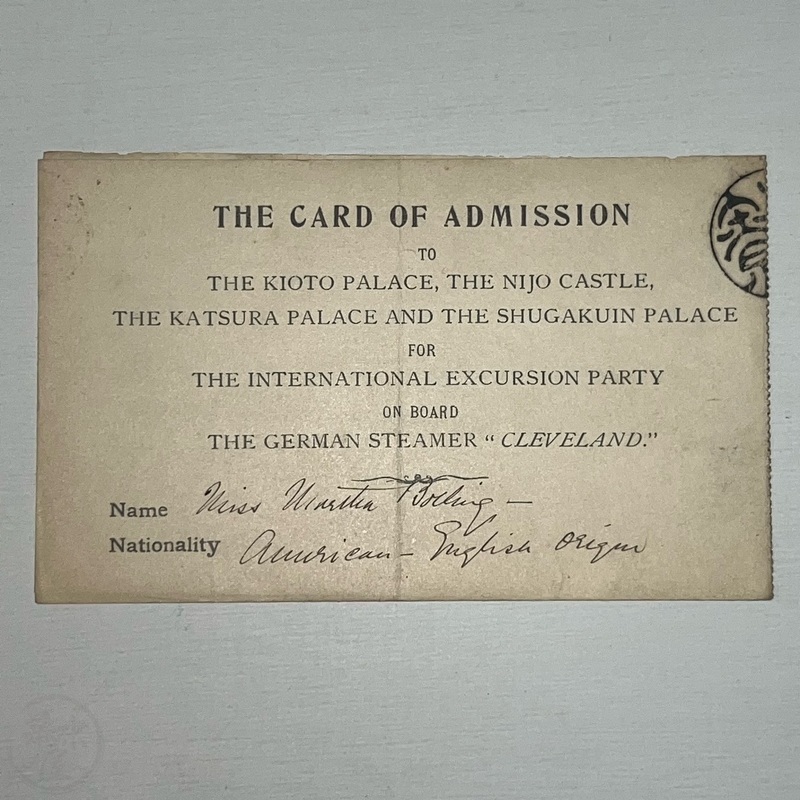 THE CARD OF ADMISSION
TO
THE KIOTO PALACE, THE NIJO CASTLE,
THE KATSURA PALACE AND THE SHUGAKUIN PALACE
FOR
THE INTERNATIONAL EXCURSION PARTY
ON BOARD
THE GERMAN STEAMER "CLEVELAND."
Name Miss Martha Bolling —
Nationality American – English origin